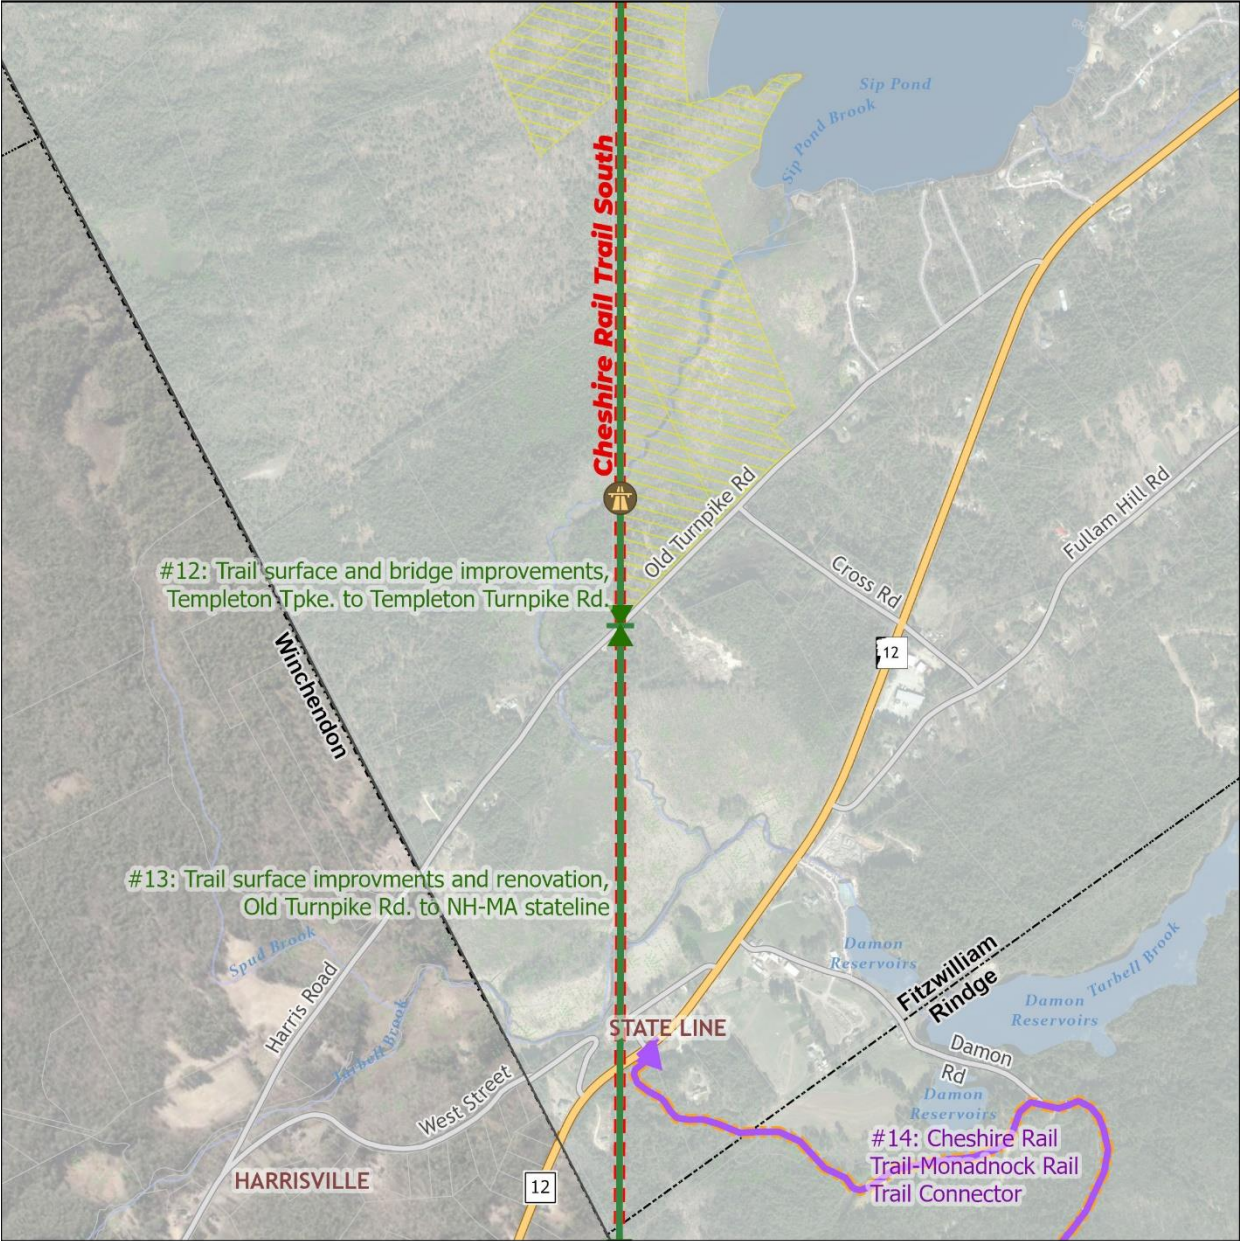 Sip Pond
Sip Pond Brook
Cheshire Rail Trail South
Old Turnpike Rd
Fullam Hill Rd
Cross Rd
#12: Trail surface and bridge improvements,
Templeton Tpke. to Templeton Turnpike Rd.
Winchendon
12
#13: Trail surface improvments and renovation,
Old Turnpike Rd. to NH-MA stateline
Spud Brook
Harris Road
Tarbell Brook
Damon
Reservoirs
Fitzwilliam
Rindge
Tarbell Brook
Damon
Reservoirs
STATE LINE
Damon
Rd
West Street
Damon
Reservoirs
#14: Cheshire Rail
Trail-Monadnock Rail
Trail Connector
HARRISVILLE
12